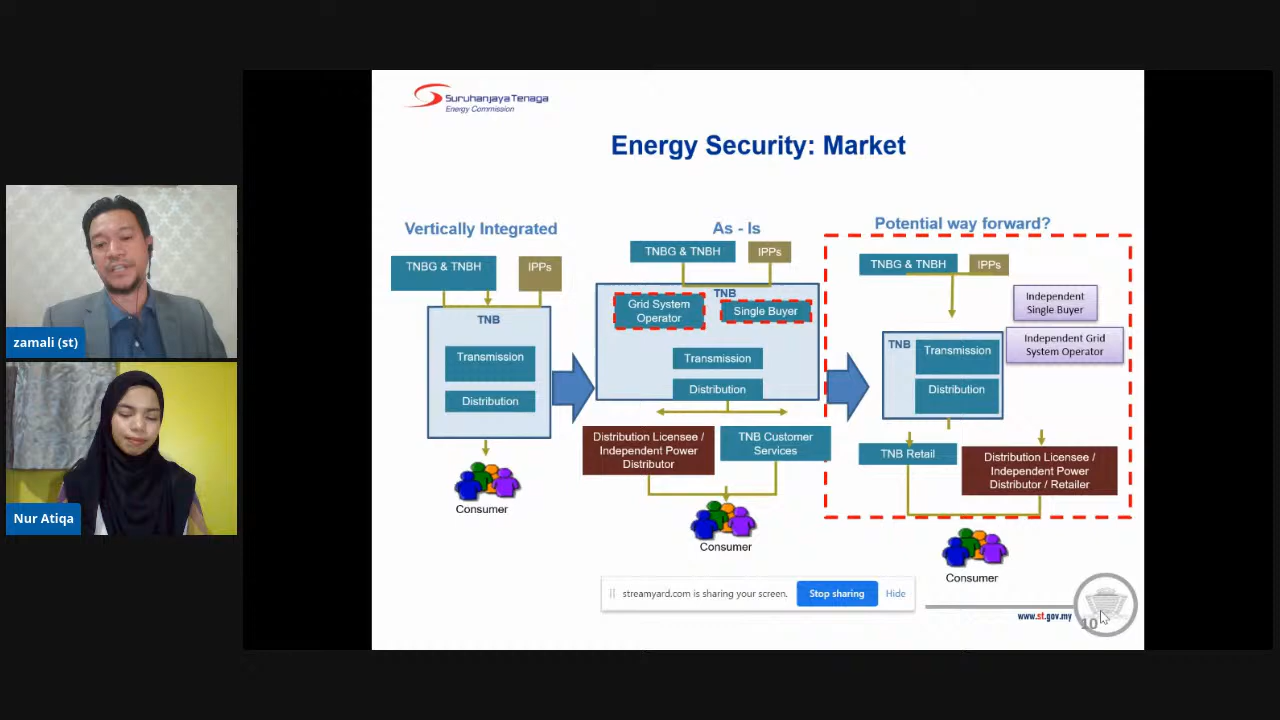 zamali (st)
Nur Atiqa
Suruhanjaya Tenaga
Energy Commission
Energy Security: Market
Vertically Integrated
TNBG & TNBH
IPPs
TNB
Transmission
Distribution
Consumer
As - Is
TNBG & TNBH
IPPs
TNB
Grid System
Operator
Single Buyer
Transmission
Distribution
Distribution Licensee /
Independent Power
Distributor
TNB Customer
Services
Consumer
Potential way forward?
TNBG & TNBH
IPPs
Independent
Single Buyer
Independent Grid
System Operator
TNB
Transmission
Distribution
TNB Retail
Distribution Licensee /
Independent Power
Distributor / Retailer
Consumer
streamyard.com is sharing your screen.
Stop sharing
Hide
www.st.gov.my
10